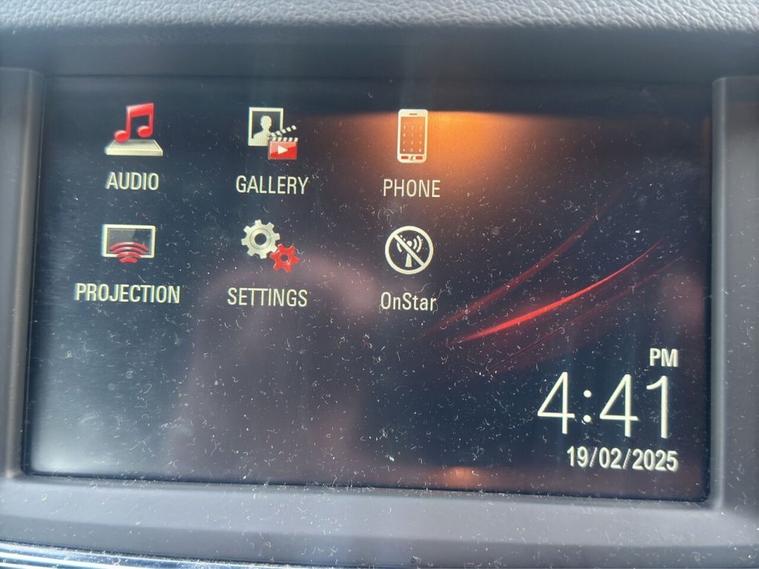 AUDIO
GALLERY
PHONE
PROJECTION
SETTINGS
OnStar
PM
4:41
19/02/2025